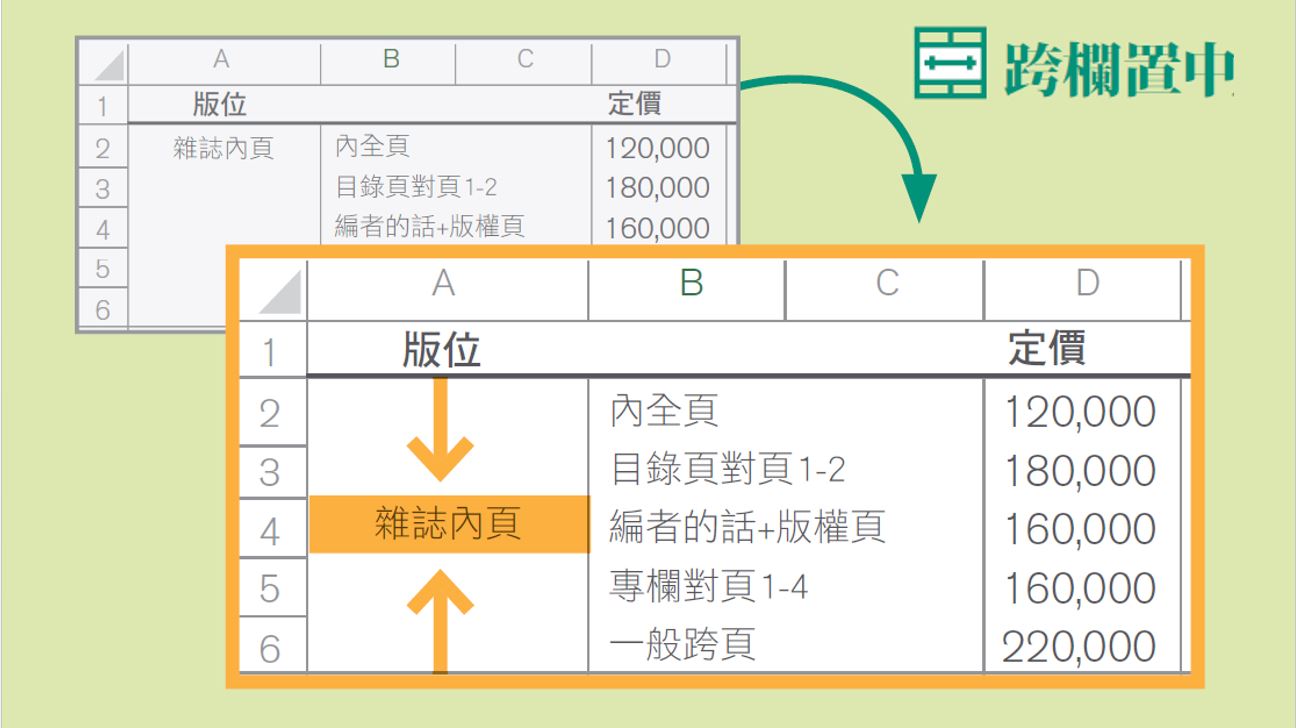 跨欄置中
A B C D
1 版位 定價
2 雜誌內頁 內全頁 120,000
3 目錄頁對頁1-2 180,000
4 編者的話+版權頁 160,000
5
6
A B C D
1 版位 定價
2 內全頁 120,000
3 目錄頁對頁1-2 180,000
4 雜誌內頁 編者的話+版權頁 160,000
5 專欄對頁1-4 160,000
6 一般跨頁 220,000